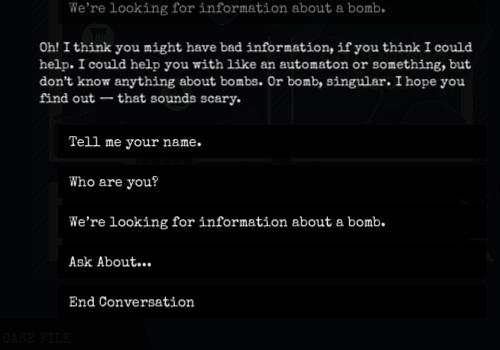 We're looking for information about a bomb.
Oh! I think you might have bad information, if you think I could
help. I could help you with like an automaton or something, but
don't know anything about bombs. Or bomb, singular. I hope you
find out — that sounds scary.
Tell me your name.
Who are you?
We're looking for information about a bomb.
Ask About...
End Conversation
CASE FILE